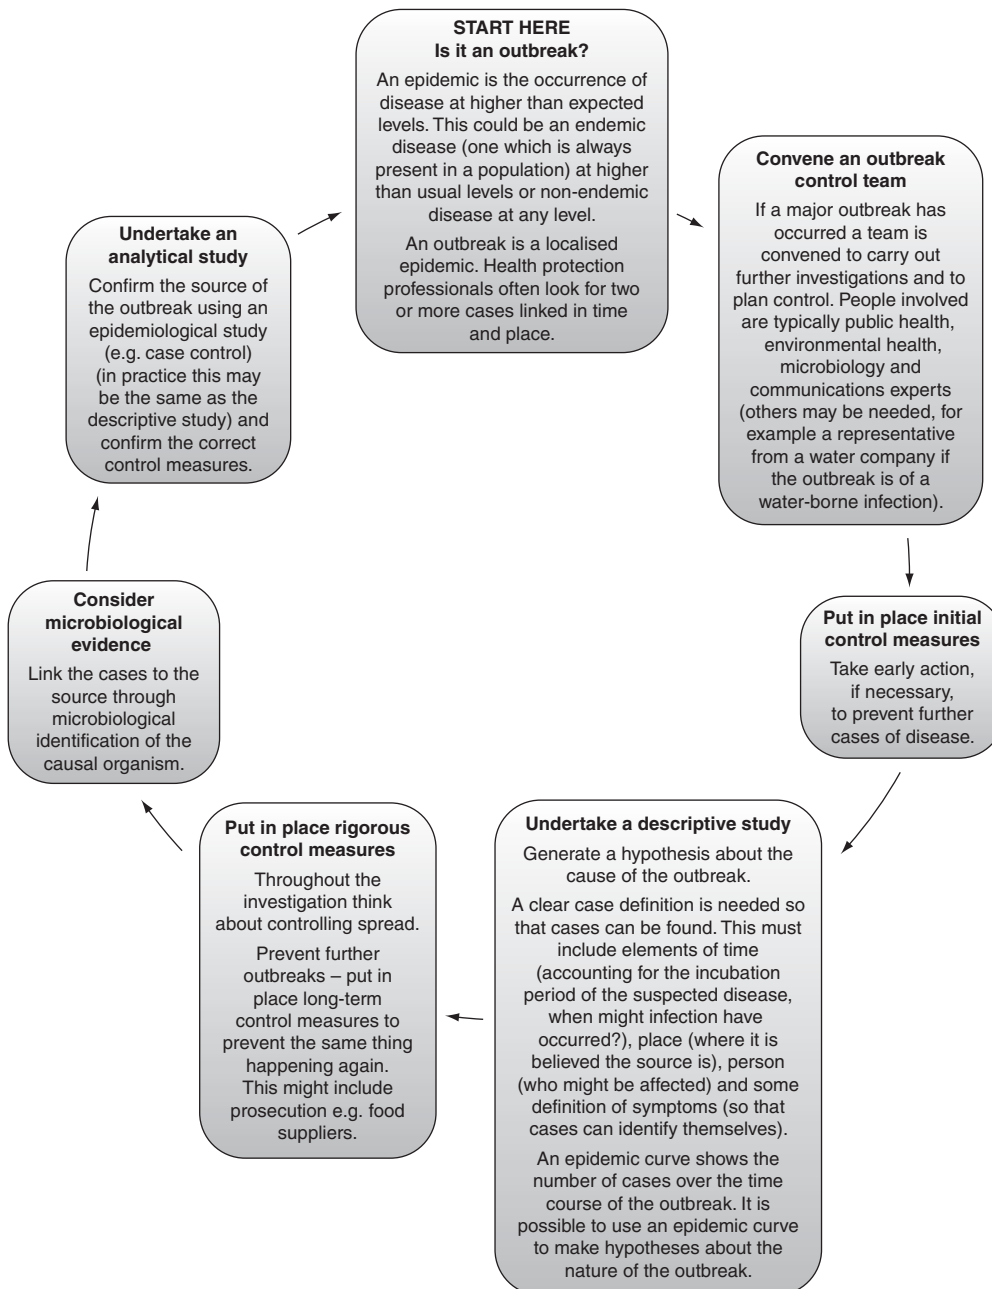 START HERE
Is it an outbreak?
An epidemic is the occurrence of
disease at higher than expected
levels. This could be an endemic
disease (one which is always
present in a population) at higher
than usual levels or non-endemic
disease at any level.
An outbreak is a localised
epidemic. Health protection
professionals often look for two
or more cases linked in time
and place.
Convene an outbreak
control team
If a major outbreak has
occurred a team is
convened to carry out
further investigations and to
plan control. People involved
are typically public health,
environmental health,
microbiology and
communications experts
(others may be needed, for
example a representative
from a water company if
the outbreak is of a
water-borne infection).
Put in place initial
control measures
Take early action,
if necessary,
to prevent further
cases of disease.
Undertake a descriptive study
Generate a hypothesis about the
cause of the outbreak.
A clear case definition is needed so
that cases can be found. This must
include elements of time
(accounting for the incubation
period of the suspected disease,
when might infection have
occurred?), place (where it is
believed the source is), person
(who might be affected) and some
definition of symptoms (so that
cases can identify themselves).
An epidemic curve shows the
number of cases over the time
course of the outbreak. It is
possible to use an epidemic curve
to make hypotheses about the
nature of the outbreak.
Put in place rigorous
control measures
Throughout the
investigation think
about controlling spread.
Prevent further
outbreaks – put in
place long-term
control measures to
prevent the same thing
happening again.
This might include
prosecution e.g. food
suppliers.
Consider
microbiological
evidence
Link the cases to the
source through
microbiological
identification of the
causal organism.
Undertake an
analytical study
Confirm the source of
the outbreak using an
epidemiological study
(e.g. case control)
(in practice this may
be the same as the
descriptive study) and
confirm the correct
control measures.